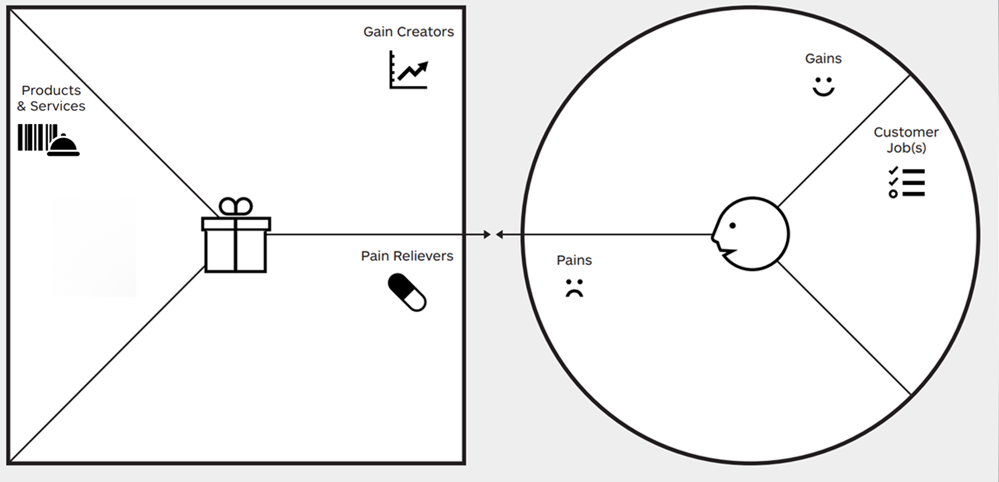 Products
& Services
Gain Creators
Pain Relievers
Gains
Customer
Job(s)
Pains